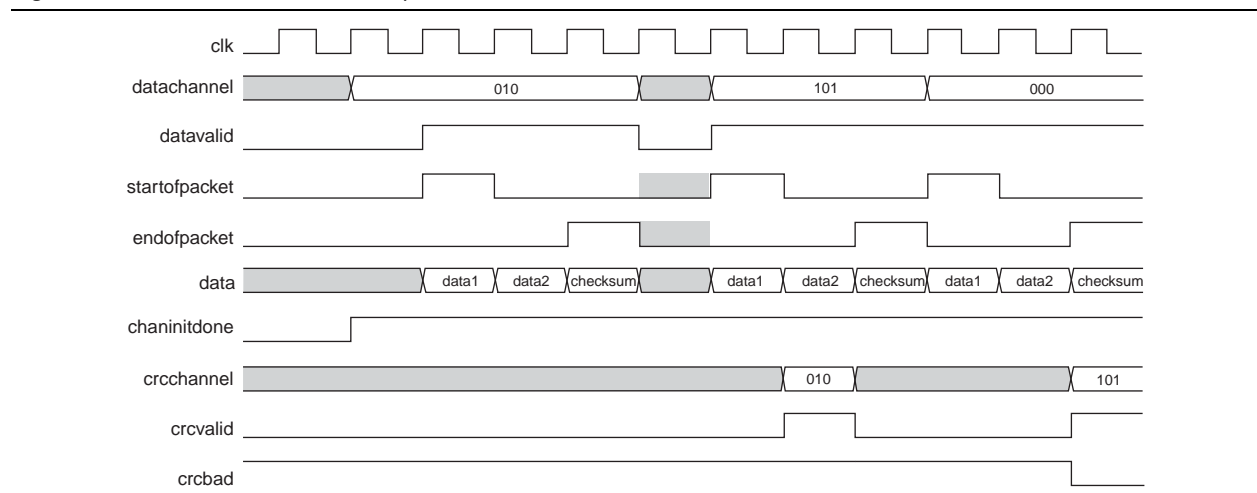 clk
datachannel 010 101 000
datavalid
startofpacket
endofpacket
data data1 data2 checksum data1 data2 checksum data1 data2 checksum
chaninitdone
crcchannel 010 101
crcvalid
crcbad